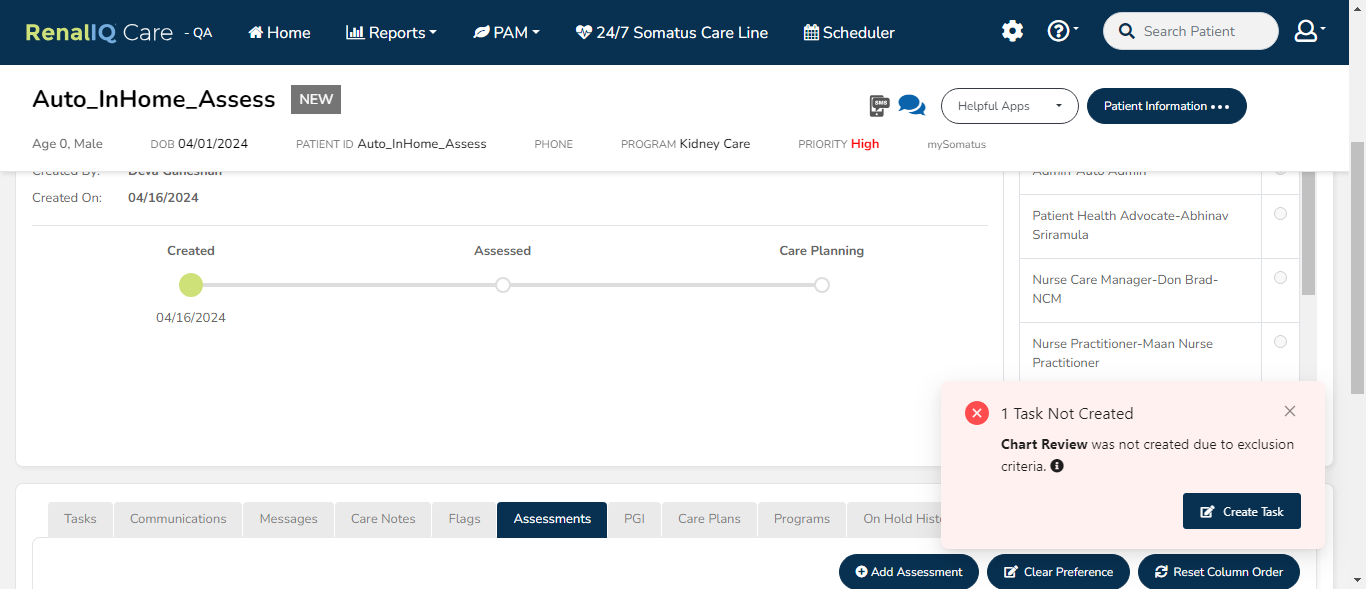 RenalIQ Care - QA Home Reports PAM 24/7 Somatus Care Line Scheduler Search Patient
Auto_InHome_Assess NEW
SMS Helpful Apps Patient Information
Age 0, Male DOB 04/01/2024 PATIENT ID Auto_InHome_Assess PHONE PROGRAM Kidney Care PRIORITY High mySomatus
Created By: Deva Ganeshan
Created On: 04/16/2024
Created Assessed Care Planning
04/16/2024
Admin-Auto Admin
Patient Health Advocate-Abhinav
Sriramula
Nurse Care Manager-Don Brad-
NCM
Nurse Practitioner-Maan Nurse
Practitioner
1 Task Not Created
Chart Review was not created due to exclusion
criteria.
Create Task
Tasks Communications Messages Care Notes Flags Assessments PGI Care Plans Programs On Hold Hist
Add Assessment Clear Preference Reset Column Order